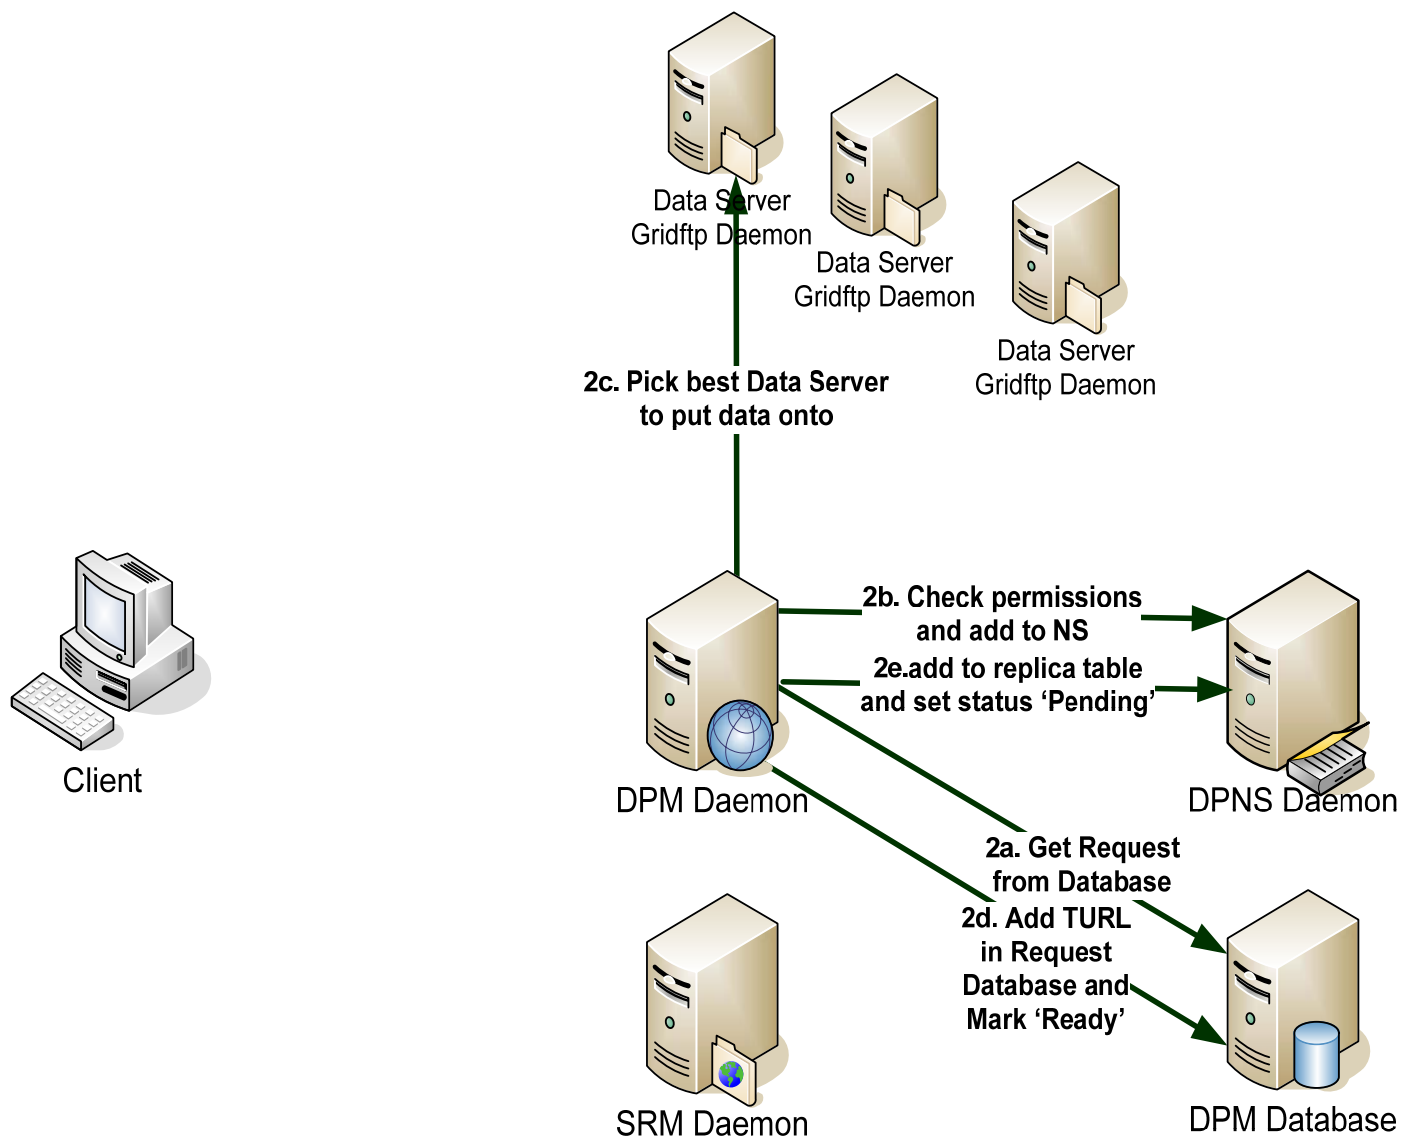 Data Server
Gridftp Daemon
Data Server
Gridftp Daemon
Data Server
Gridftp Daemon
2c. Pick best Data Server
to put data onto
2b. Check permissions
and add to NS
2e.add to replica table
and set status ‘Pending’
Client
DPM Daemon
DPNS Daemon
2a. Get Request
from Database
2d. Add TURL
in Request
Database and
Mark ‘Ready’
SRM Daemon
DPM Database